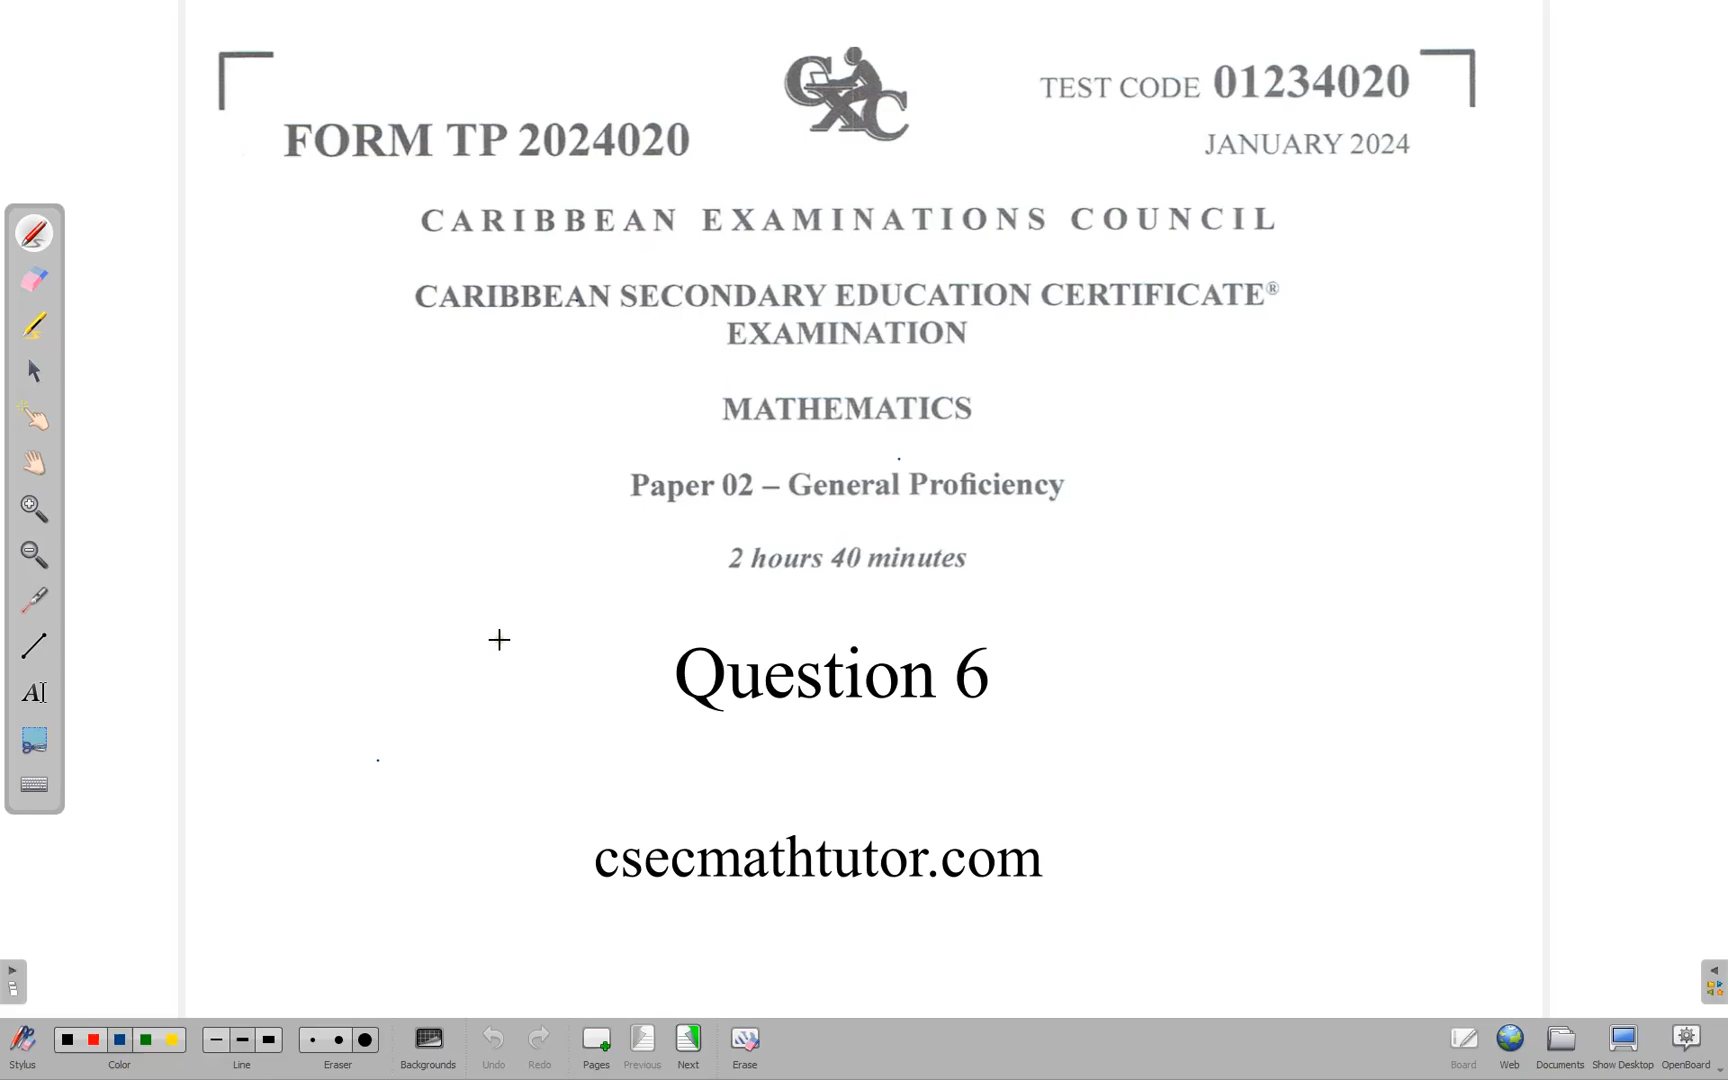 CXC
TEST CODE 01234020
FORM TP 2024020
JANUARY 2024
CARIBBEAN EXAMINATIONS COUNCIL
CARIBBEAN SECONDARY EDUCATION CERTIFICATE®
EXAMINATION
MATHEMATICS
Paper 02 – General Proficiency
2 hours 40 minutes
Question 6
csecmathtutor.com
A
Stylus
Color
Line
Eraser
Backgrounds
Undo
Redo
Pages
Previous
Next
Erase
Board
Web
Documents
Show Desktop
OpenBoard